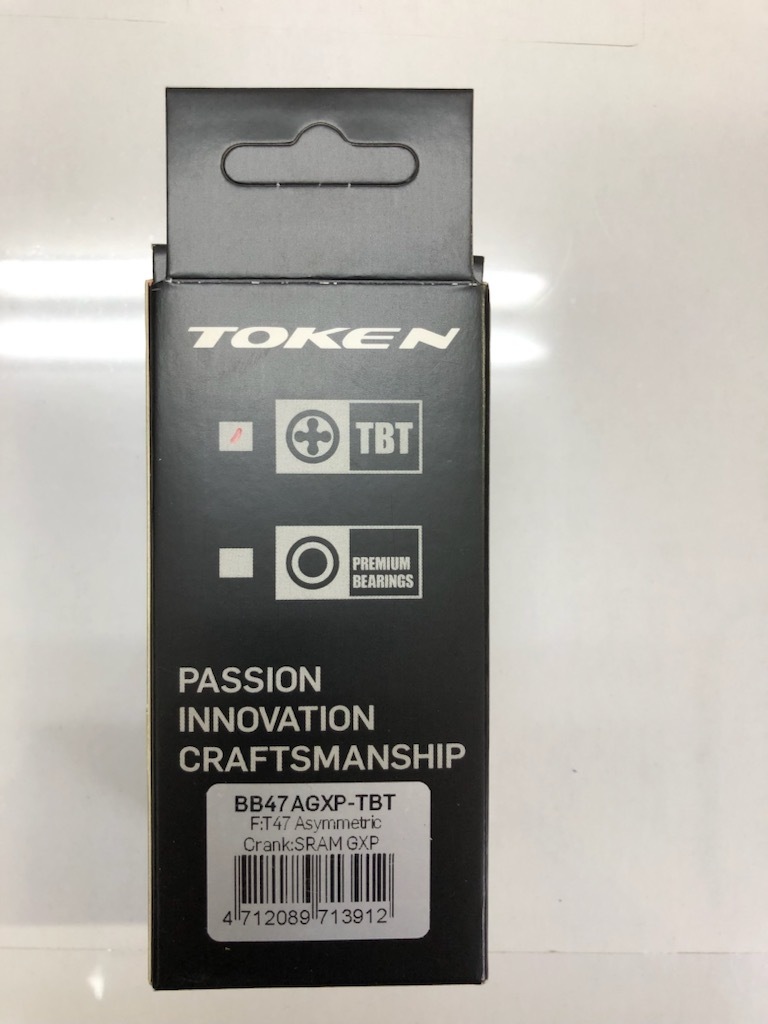 TOKEN
TBT
PREMIUM
BEARINGS
PASSION
INNOVATION
CRAFTSMANSHIP
BB47AGXP-TBT
F:T47 Asymmetric
Crank:SRAM GXP
4 712089 713912